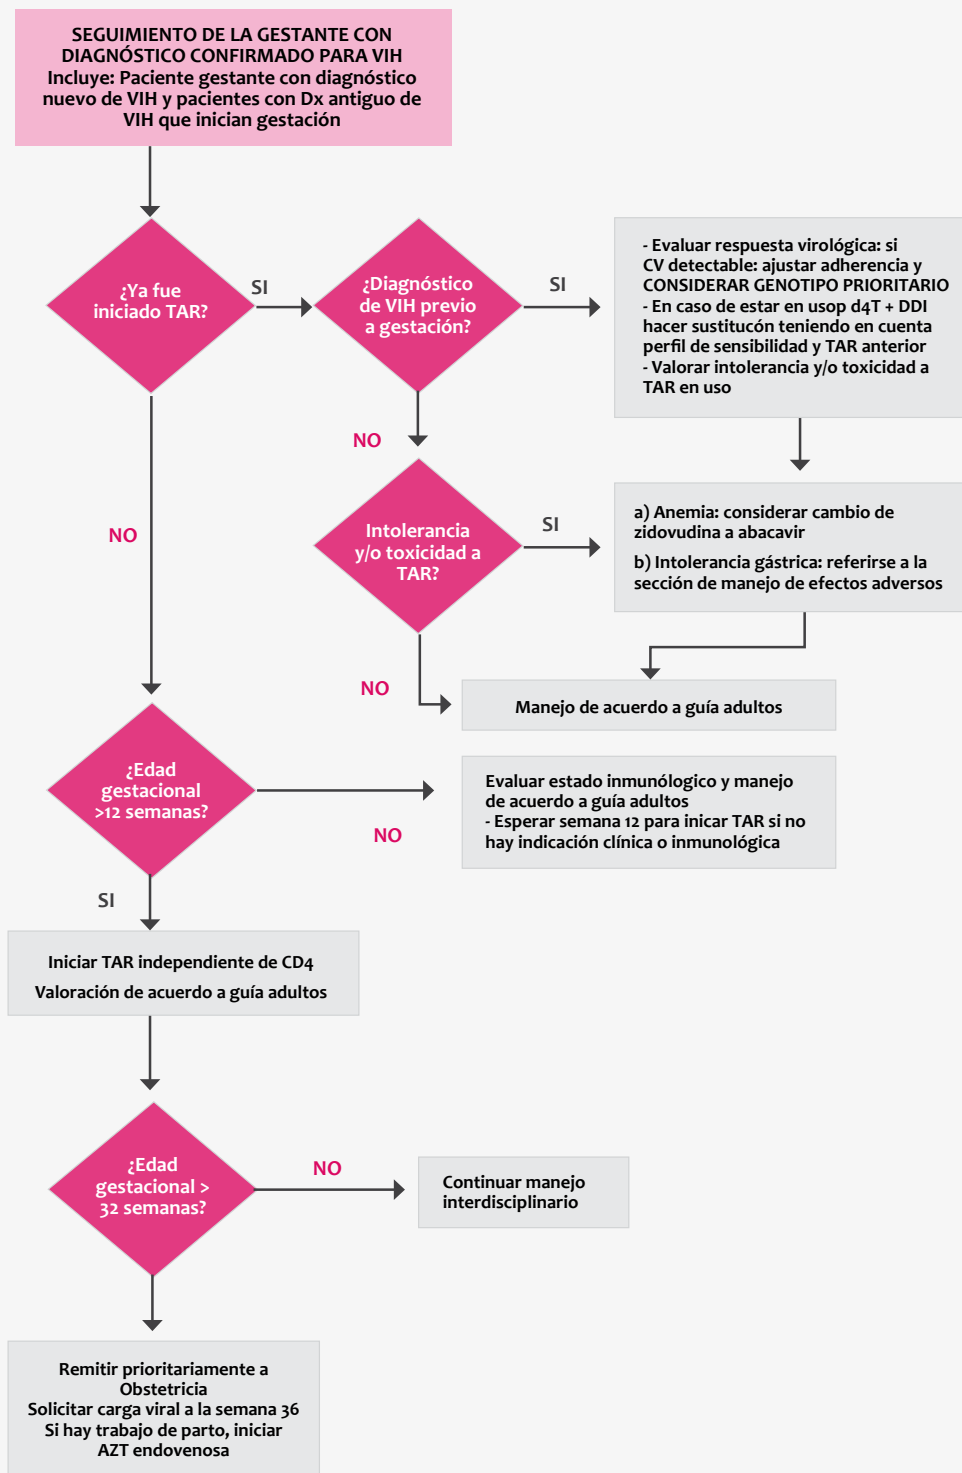 SEGUIMIENTO DE LA GESTANTE CON
DIAGNÓSTICO CONFIRMADO PARA VIH
Incluye: Paciente gestante con diagnóstico
nuevo de VIH y pacientes con Dx antiguo de
VIH que inician gestación
¿Ya fue
iniciado TAR?
SI
¿Diagnóstico
de VIH previo
a gestación?
SI
- Evaluar respuesta virológica: si
CV detectable: ajustar adherencia y
CONSIDERAR GENOTIPO PRIORITARIO
- En caso de estar en usop d4T + DDI
hacer sustitucón teniendo en cuenta
perfil de sensibilidad y TAR anterior
- Valorar intolerancia y/o toxicidad a
TAR en uso
NO
NO
Intolerancia
y/o toxicidad a
TAR?
SI
a) Anemia: considerar cambio de
zidovudina a abacavir
b) Intolerancia gástrica: referirse a la
sección de manejo de efectos adversos
NO
Manejo de acuerdo a guía adultos
¿Edad
gestacional
>12 semanas?
NO
Evaluar estado inmunólogico y manejo
de acuerdo a guía adultos
- Esperar semana 12 para inicar TAR si no
hay indicación clínica o inmunológica
SI
Iniciar TAR independiente de CD4
Valoración de acuerdo a guía adultos
¿Edad
gestacional >
32 semanas?
NO
Continuar manejo
interdisciplinario
Remitir prioritariamente a
Obstetricia
Solicitar carga viral a la semana 36
Si hay trabajo de parto, iniciar
AZT endovenosa